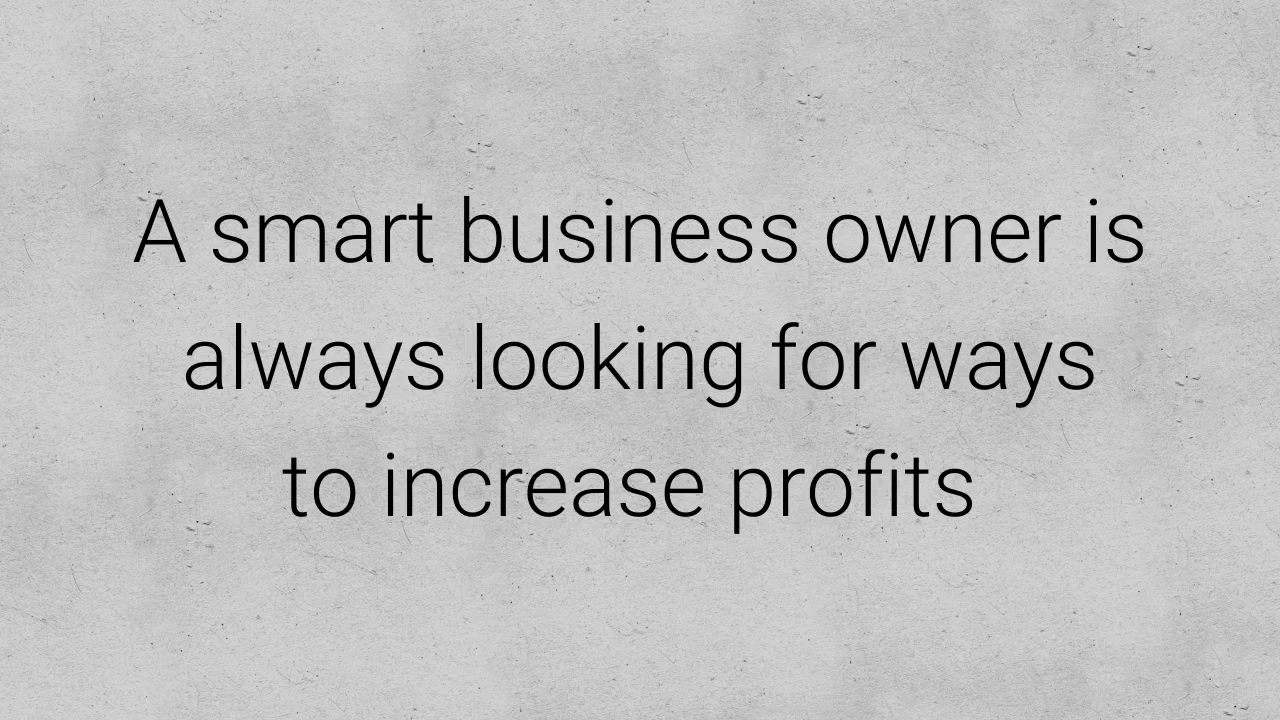 A smart business owner is
always looking for ways
to increase profits